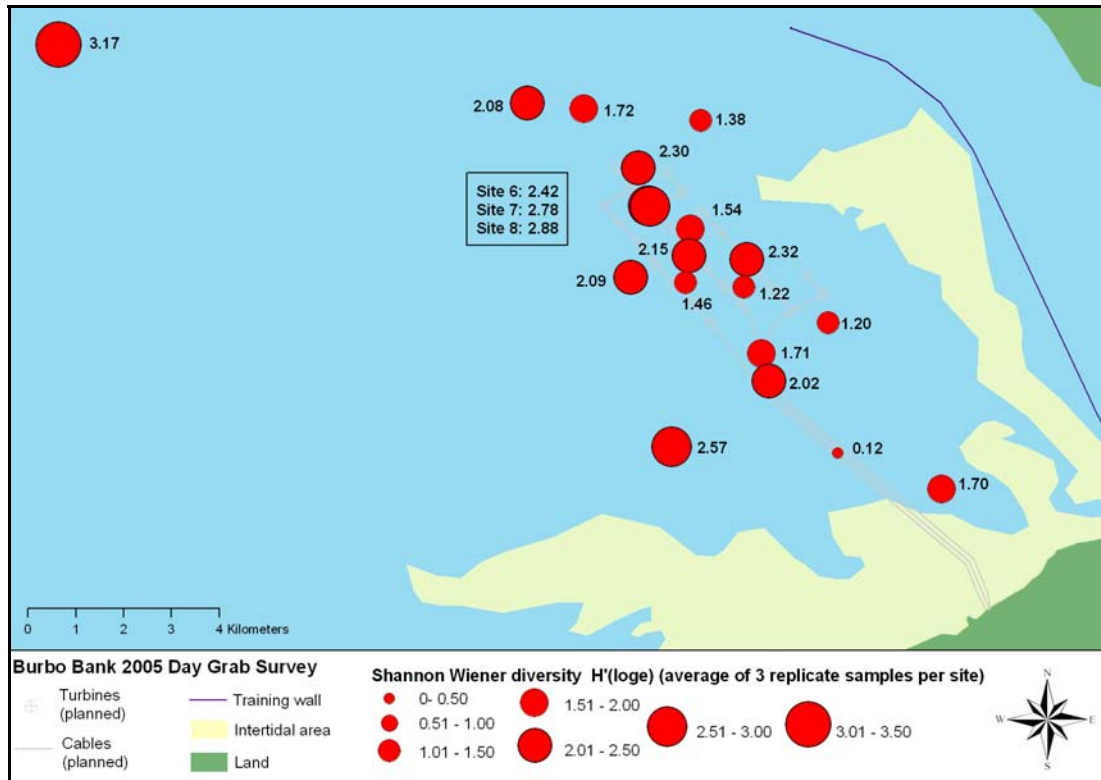 3.17
2.08
1.72
1.38
2.30
Site 6: 2.42
Site 7: 2.78
Site 8: 2.88
1.54
2.15
2.32
2.09
1.46
1.22
1.20
1.71
2.02
2.57
0.12
1.70
0 1 2 3 4 Kilometers
Burbo Bank 2005 Day Grab Survey
Turbines
(planned)
Cables
(planned)
Training wall
Intertidal area
Land
Shannon Wiener diversity H'(loge) (average of 3 replicate samples per site)
0- 0.50
0.51 - 1.00
1.01 - 1.50
1.51 - 2.00
2.01 - 2.50
2.51 - 3.00
3.01 - 3.50
N
W E
S